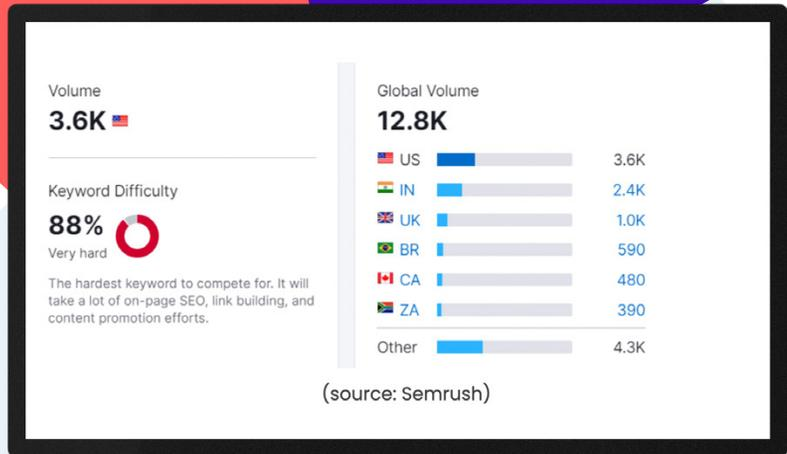 Volume
3.6K
Keyword Difficulty
88%
Very hard
The hardest keyword to compete for. It will
take a lot of on-page SEO, link building, and
content promotion efforts.
Global Volume
12.8K
US 3.6K
IN 2.4K
UK 1.0K
BR 590
CA 480
ZA 390
Other 4.3K
(source: Semrush)